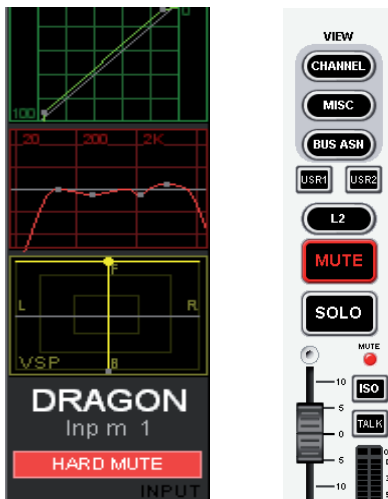 100
20 200 2K
F
L R
VSP B
DRAGON
Inp m 1
HARD MUTE
INPUT
VIEW
CHANNEL
MISC
BUS ASN
USR1 USR2
L2
MUTE
SOLO
MUTE
10
ISO
5
TALK
0
5
10